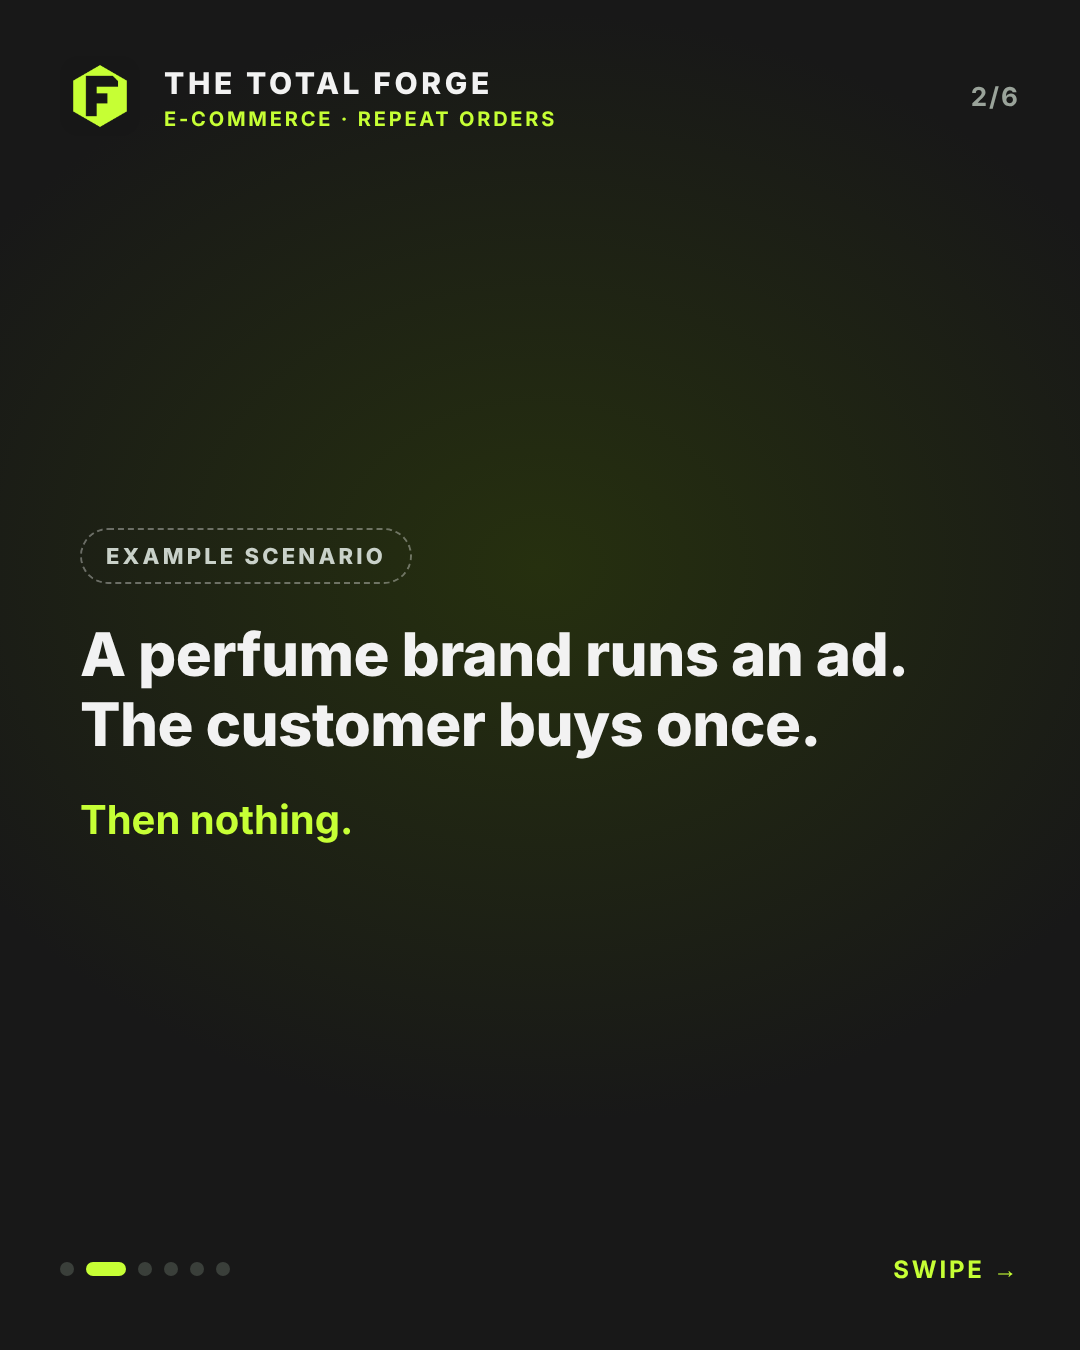 THE TOTAL FORGE
E-COMMERCE · REPEAT ORDERS
2/6
EXAMPLE SCENARIO
A perfume brand runs an ad.
The customer buys once.
Then nothing.
SWIPE →